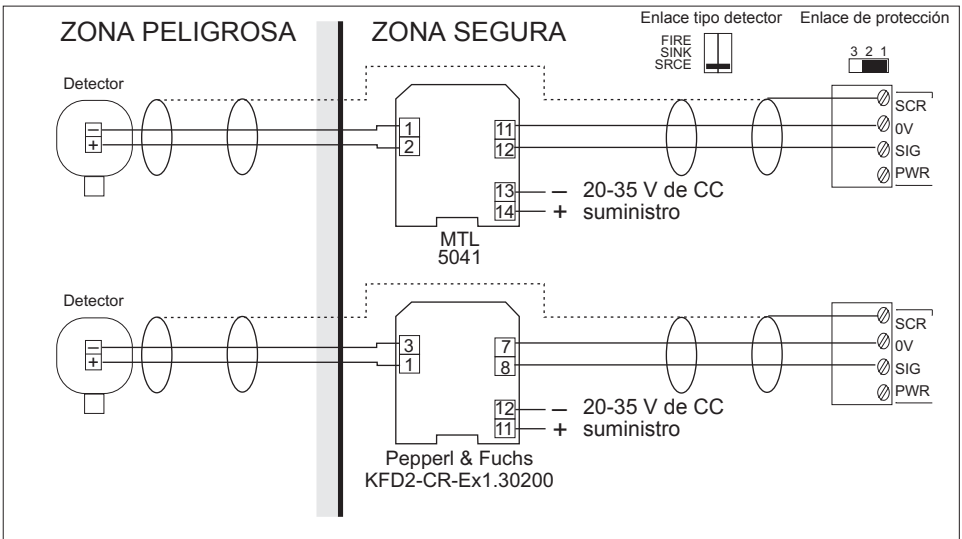 ZONA PELIGROSA
ZONA SEGURA
Enlace tipo detector
Enlace de protección
FIRE
SINK
SRCE
3 2 1
Detector
−
+
1
2
11
12
13
14
− 20-35 V de CC
+ suministro
MTL
5041
SCR
0V
SIG
PWR
Detector
−
+
3
1
7
8
12
11
− 20-35 V de CC
+ suministro
Pepperl & Fuchs
KFD2-CR-Ex1.30200
SCR
0V
SIG
PWR